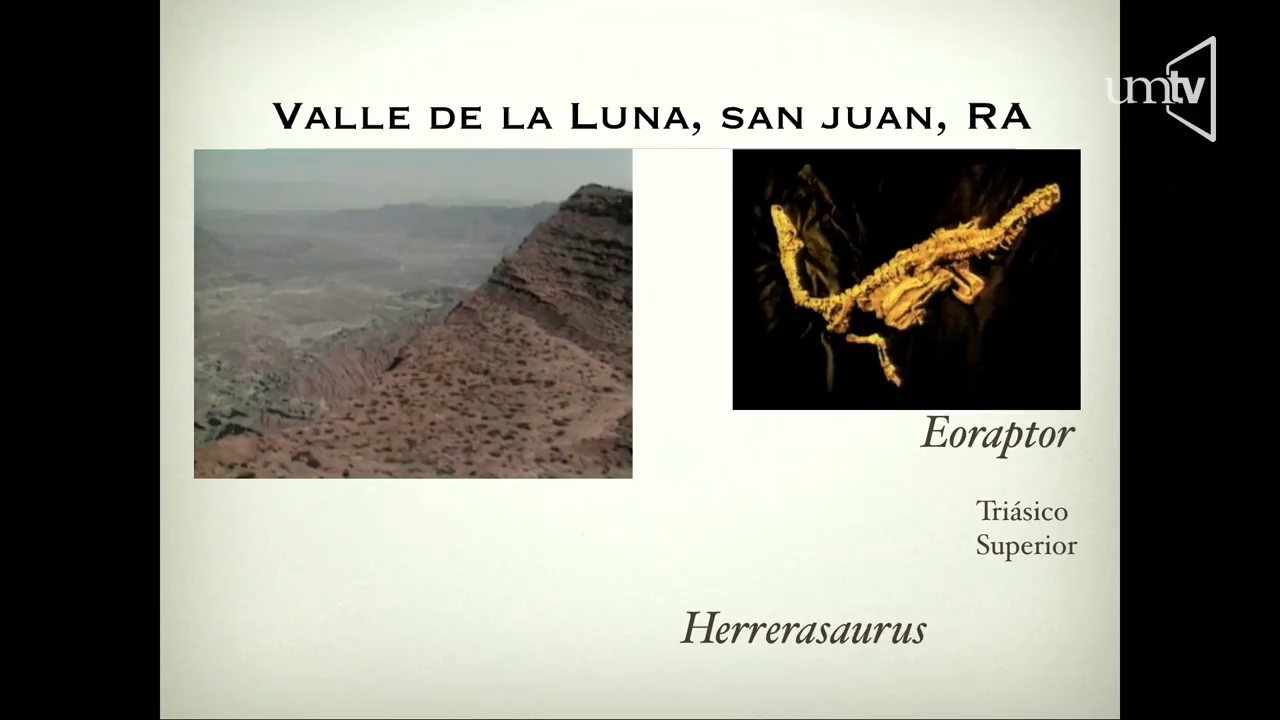 Valle de la Luna, san juan, RA
umtv
Eoraptor
Triásico
Superior
Herrerasaurus